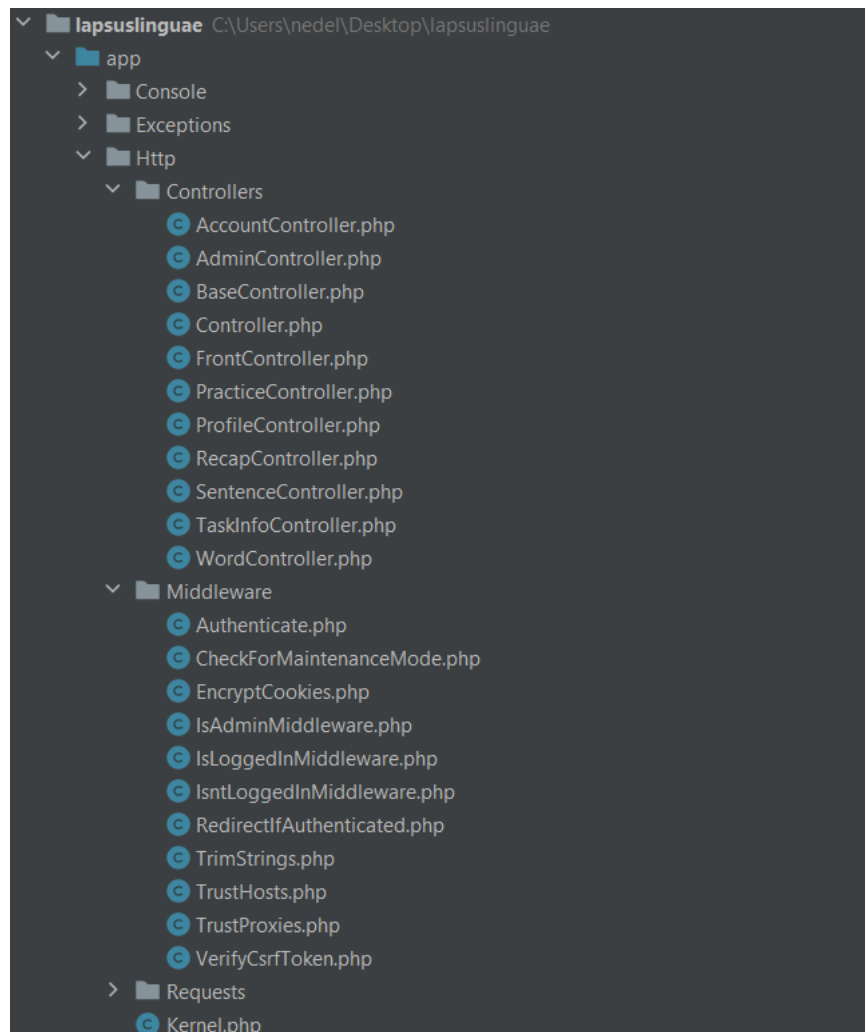 lapsuslinguae C:\Users\nedel\Desktop\lapsuslinguae
app
Console
Exceptions
Http
Controllers
AccountController.php
AdminController.php
BaseController.php
Controller.php
FrontController.php
PracticeController.php
ProfileController.php
RecapController.php
SentenceController.php
TaskInfoController.php
WordController.php
Middleware
Authenticate.php
CheckForMaintenanceMode.php
EncryptCookies.php
IsAdminMiddleware.php
IsLoggedInMiddleware.php
IsntLoggedInMiddleware.php
RedirectIfAuthenticated.php
TrimStrings.php
TrustHosts.php
TrustProxies.php
VerifyCsrfToken.php
Requests
Kernel.php